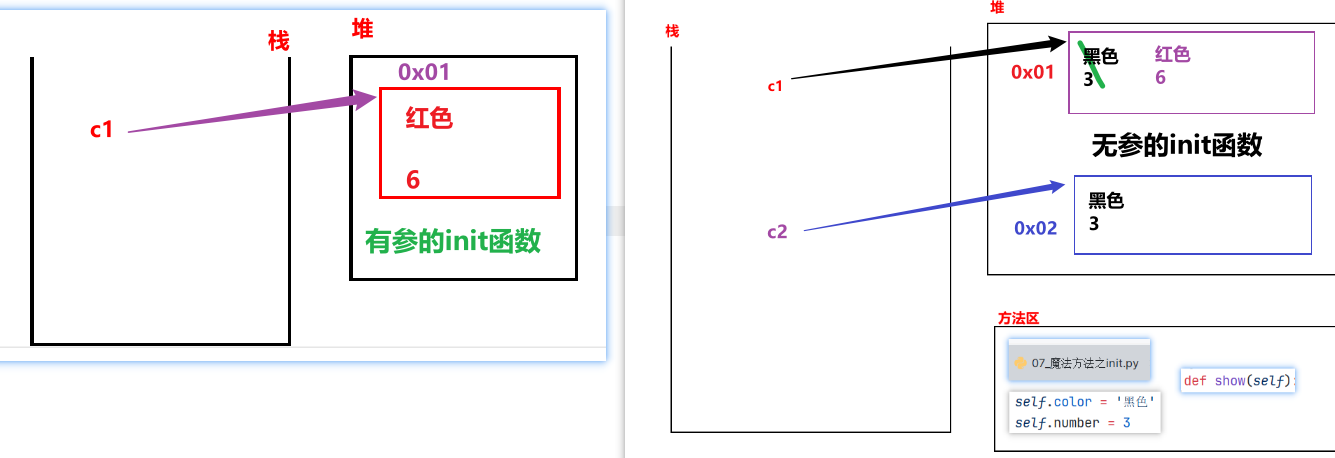 栈
堆
0x01
c1
红色
6
有参的init函数
栈
堆
c1
0x01
黑色
3
红色
6
无参的init函数
c2
0x02
黑色
3
方法区
07_魔法方法之init.py
def show(self):
self.color = '黑色'
self.number = 3